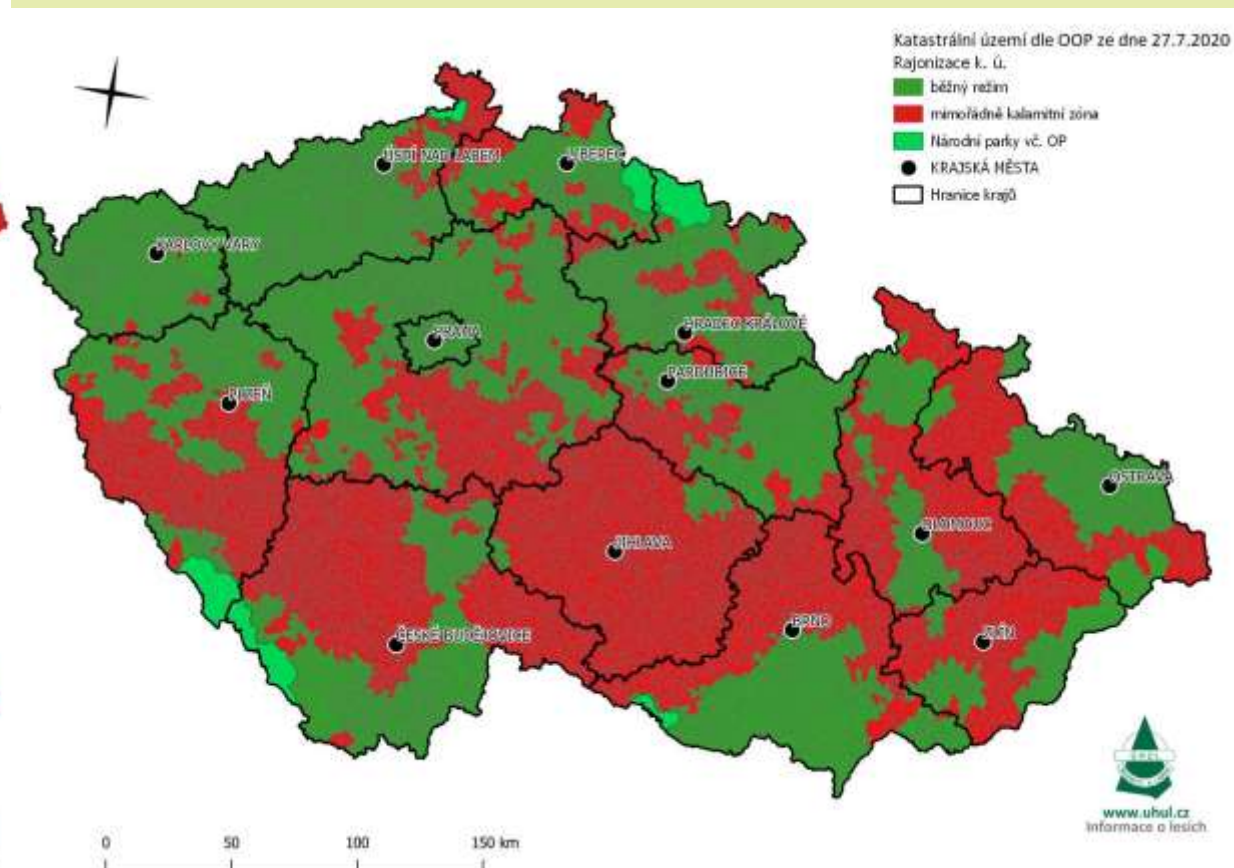 Katastrální území dle OOP ze dne 27.7.2020
Rajonizace k. ú.
běžný režim
mimořádně kalamitní zóna
Národní parky vč. OP
KRAJSKÁ MĚSTA
Hranice krajů
ÚSTÍ NAD LABEM
LIBEREC
KARLOVY VARY
PRAHA
HRADEC KRÁLOVÉ
PARDUBICE
PLZEŇ
OSTRAVA
OLOMOUC
JIHLAVA
BRNO
ZLÍN
ČESKÉ BUDĚJOVICE
www.uhul.cz
Informace o lesích
0 50 100 150 km